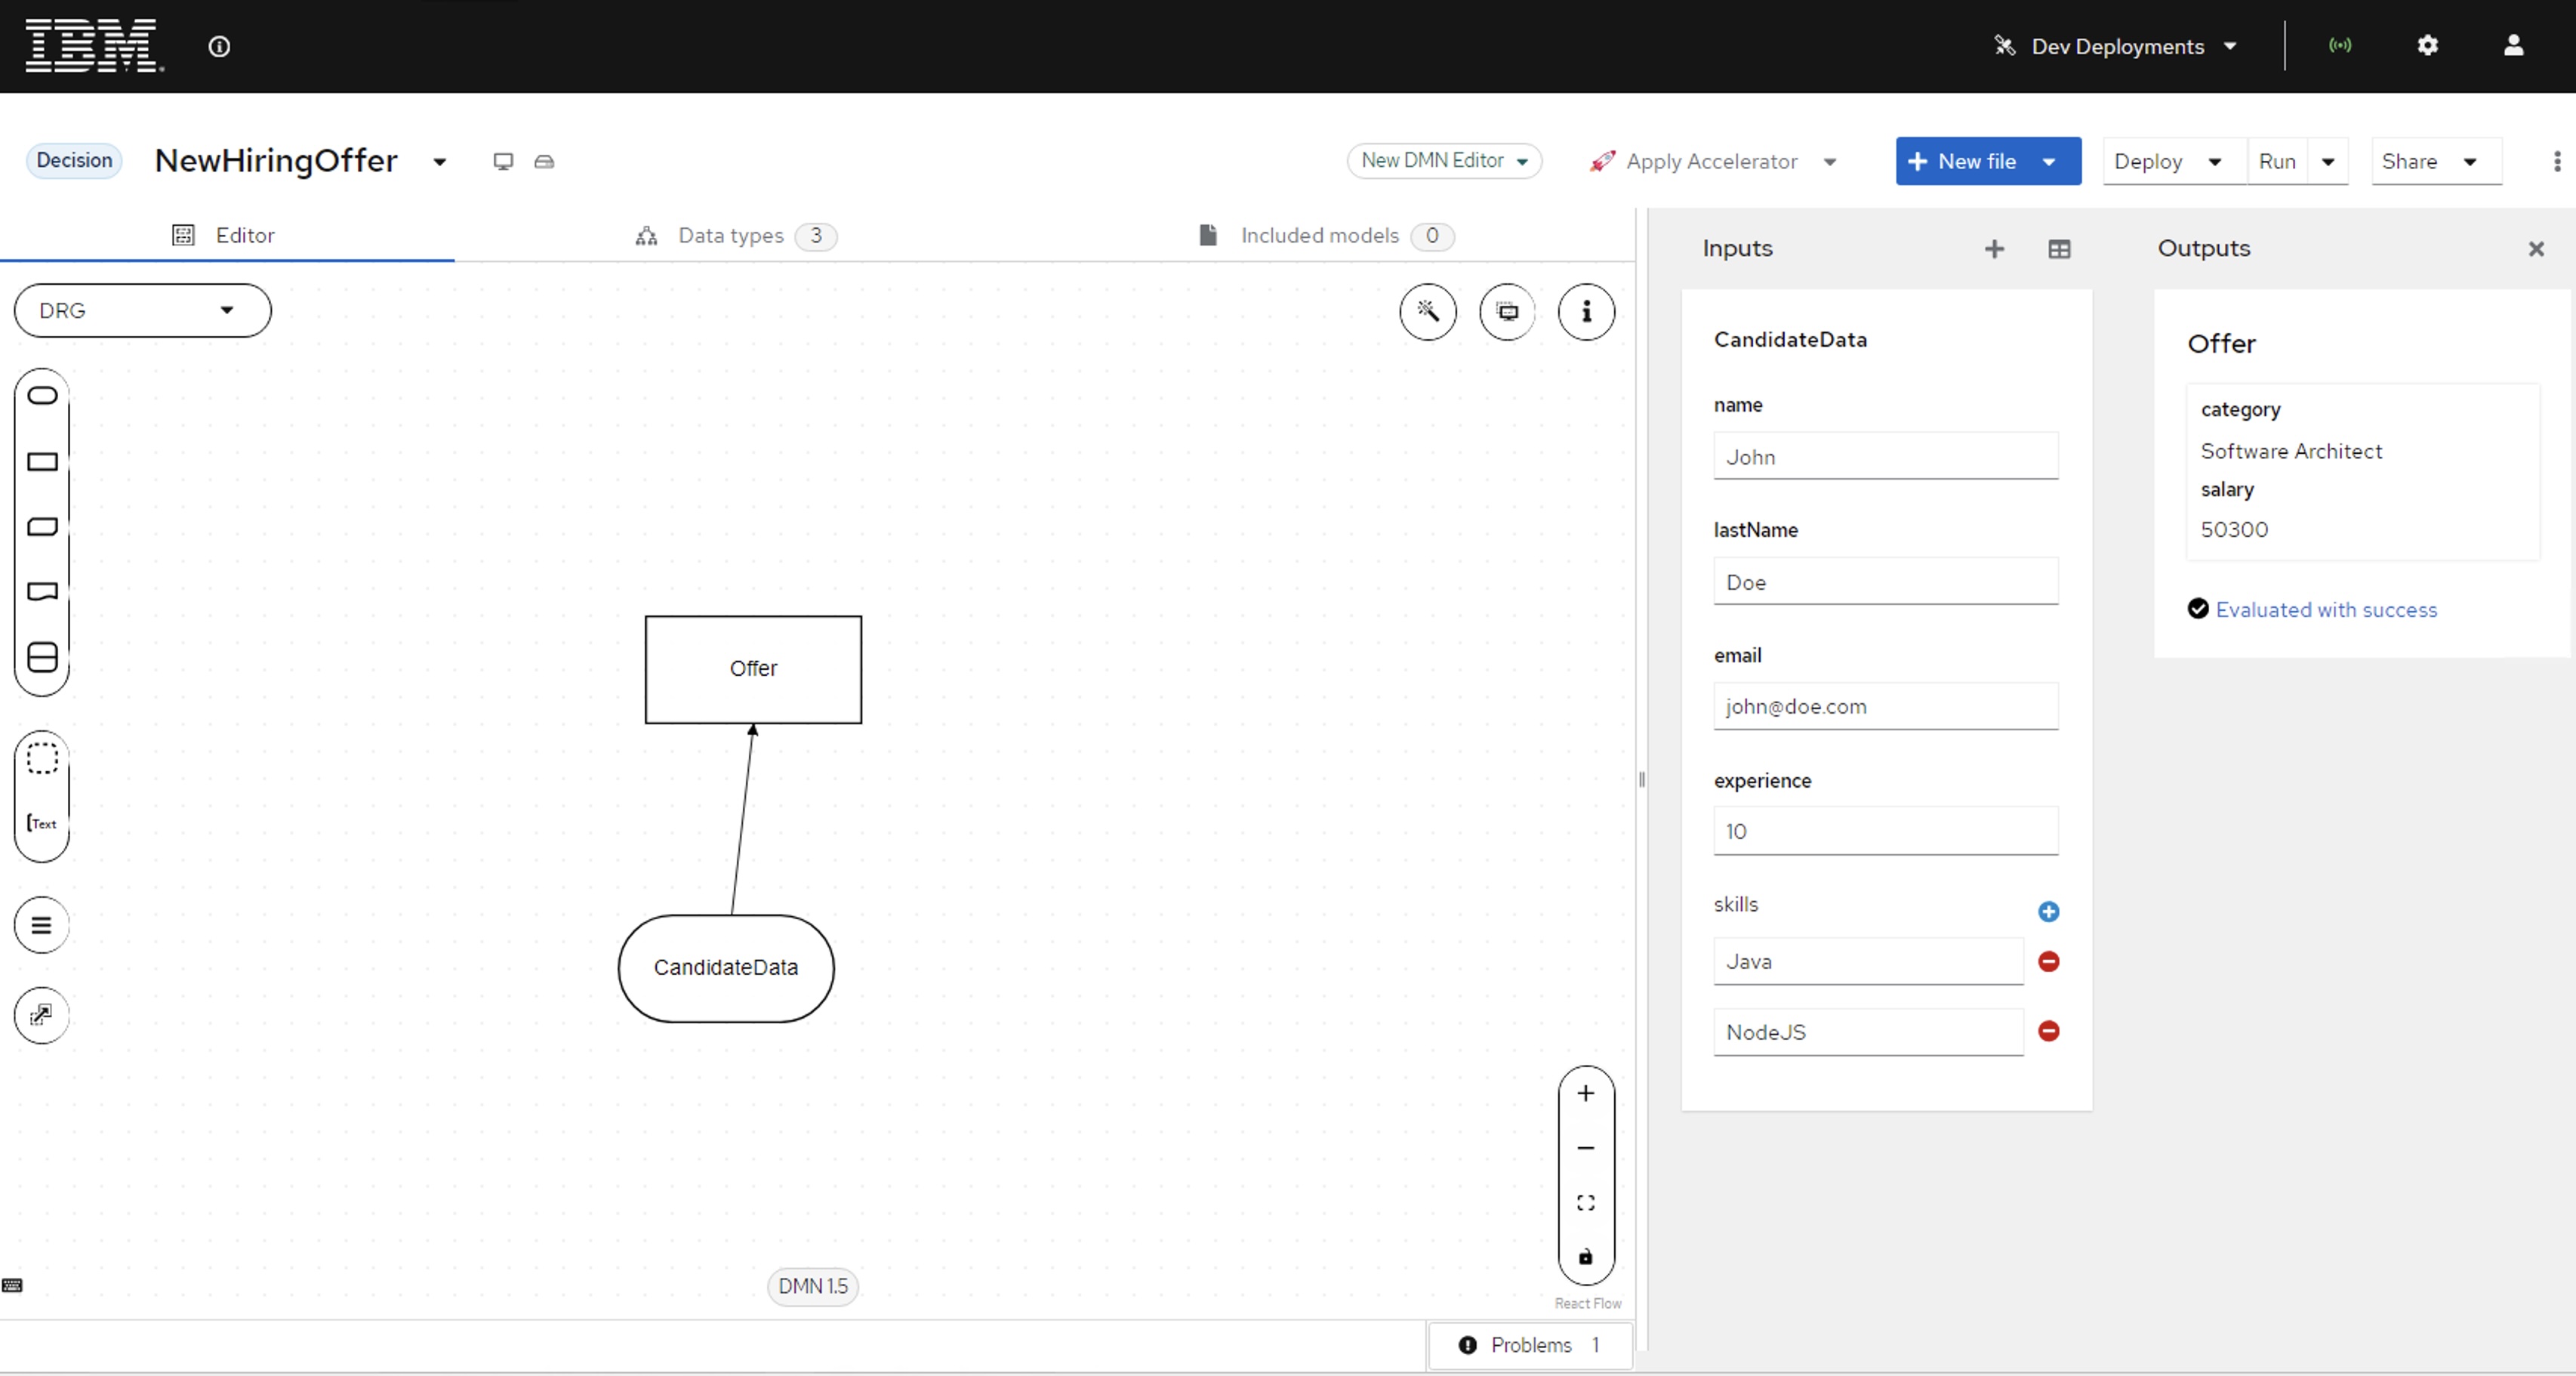 IBM
Dev Deployments
Decision
NewHiringOffer
New DMN Editor
Apply Accelerator
New file
Deploy
Run
Share
Editor
Data types 3
Included models 0
DRG
Text
Offer
CandidateData
DMN 1.5
React Flow
Problems 1
Inputs
CandidateData
name
John
lastName
Doe
email
john@doe.com
experience
10
skills
Java
NodeJS
Outputs
Offer
category
Software Architect
salary
50300
Evaluated with success